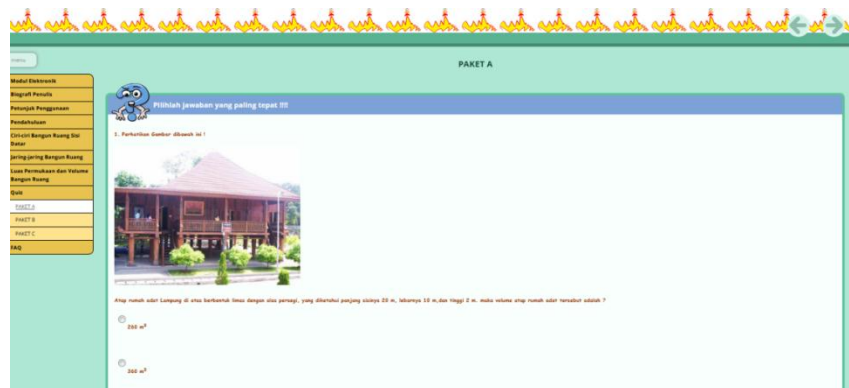 PAKET A
Modul Elektronik
Biografi Penulis
Petunjuk Penggunaan
Pendahuluan
Ciri-ciri Bangun Ruang Sisi
Datar
Jaring-jaring Bangun Ruang
Luas Permukaan dan Volume
Bangun Ruang
Quis
PAKET A
PAKET B
PAKET C
FAQ
Pilihlah jawaban yang paling tepat !!!!
1. Perhatikan Gambar dibawah ini !
Atap rumah adat Lampung di atas berbentuk limas dengan alas persegi, yang diketahui panjang sisinya 20 m, lebarnya 10 m,dan tinggi 2 m. maka volume atap rumah adat tersebut adalah ?
260 m³
360 m³